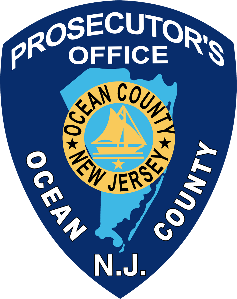 PROSECUTOR'S
OFFICE
OCEAN COUNTY
NEW JERSEY
OCEAN COUNTY
N.J.